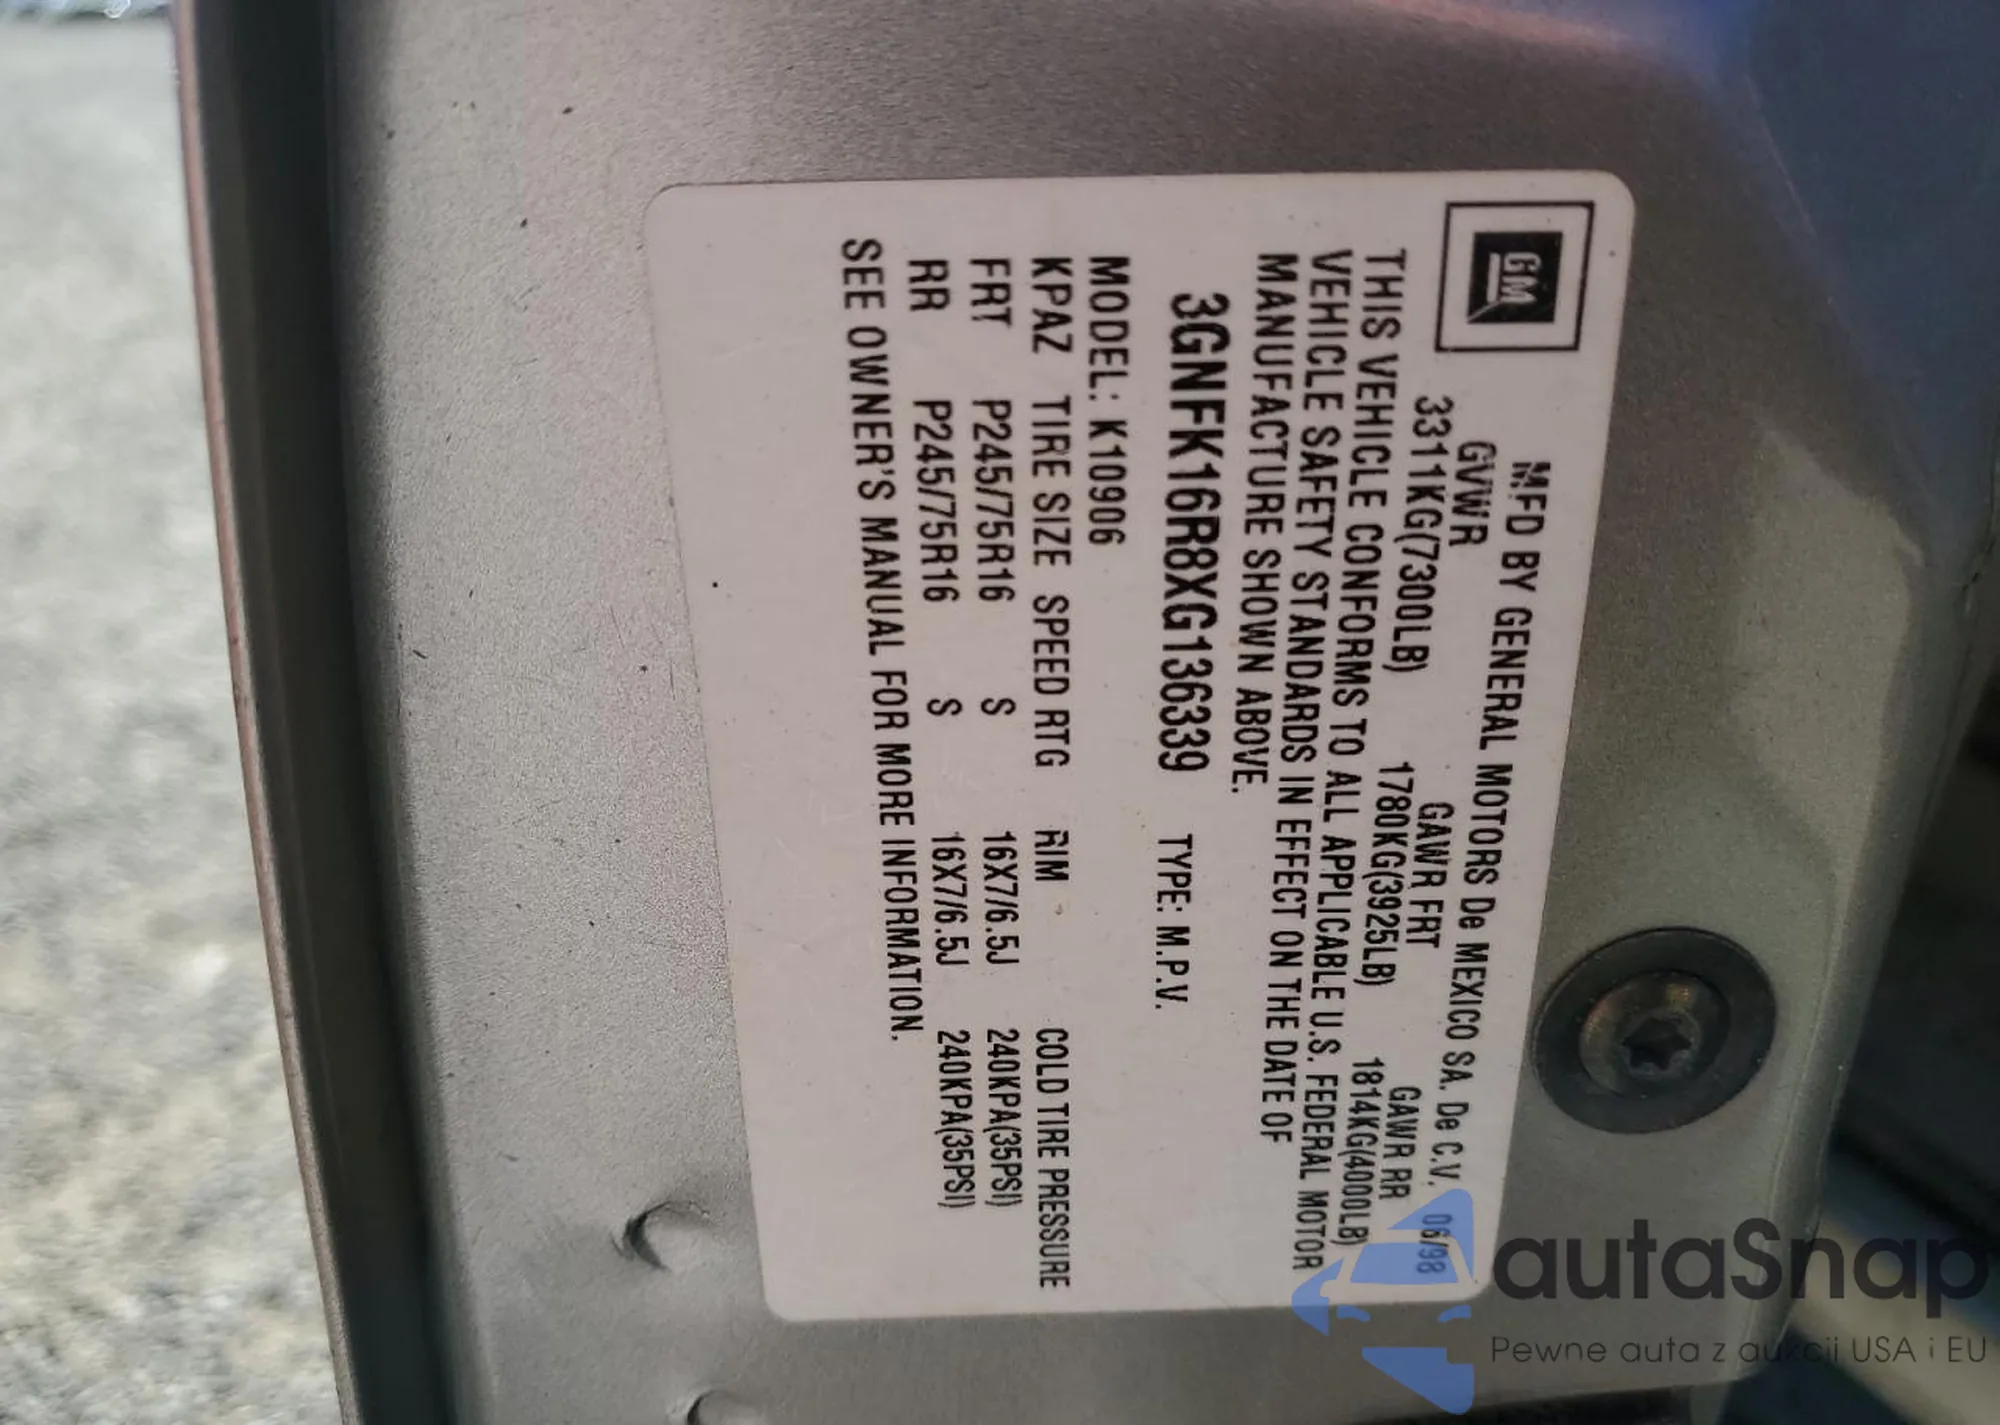 GM
MFD BY GENERAL MOTORS De MEXICO SA. De C.V. 06/98
GVWR GAWR FRT GAWR RR
3311KG(7300LB) 1780KG(3925LB) 1814KG(4000LB)
THIS VEHICLE CONFORMS TO ALL APPLICABLE U.S. FEDERAL MOTOR
VEHICLE SAFETY STANDARDS IN EFFECT ON THE DATE OF
MANUFACTURE SHOWN ABOVE.
3GNFK16R8XG136339 TYPE: M.P.V.
MODEL: K10906
KPAZ TIRE SIZE SPEED RTG RIM COLD TIRE PRESSURE
FRT P245/75R16 S 16X7/6.5J 240KPA(35PSI)
RR P245/75R16 S 16X7/6.5J 240KPA(35PSI)
SEE OWNER'S MANUAL FOR MORE INFORMATION.
autaSnap
Pewne auta z aukcji USA i EU